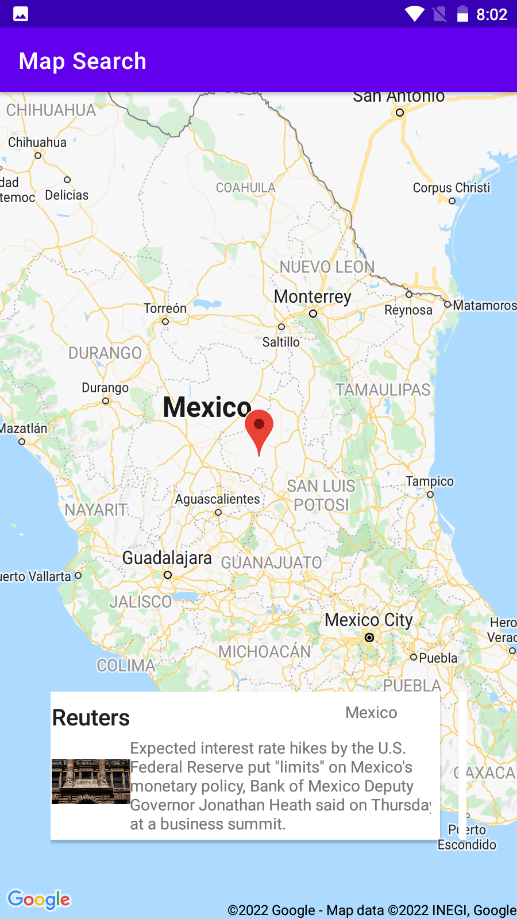 8:02
Map Search
San Antonio
CHIHUAHUA
Chihuahua
Delicias
COAHUILA
Corpus Christi
NUEVO LEON
Monterrey
Reynosa
Matamoros
Torreón
Saltillo
DURANGO
Durango
TAMAULIPAS
Mexico
Mazatlán
Tampico
SAN LUIS
POTOSI
Aguascalientes
NAYARIT
Guadalajara
GUANAJUATO
uerto Vallarta
JALISCO
Mexico City
Hero
Verac
MICHOACÁN
Puebla
COLIMA
PUEBLA
Reuters
Mexico
Expected interest rate hikes by the U.S.
Federal Reserve put "limits" on Mexico's
monetary policy, Bank of Mexico Deputy
Governor Jonathan Heath said on Thursday
at a business summit.
OAXACA
Puerto
Escondido
Google
©2022 Google - Map data ©2022 INEGI, Google